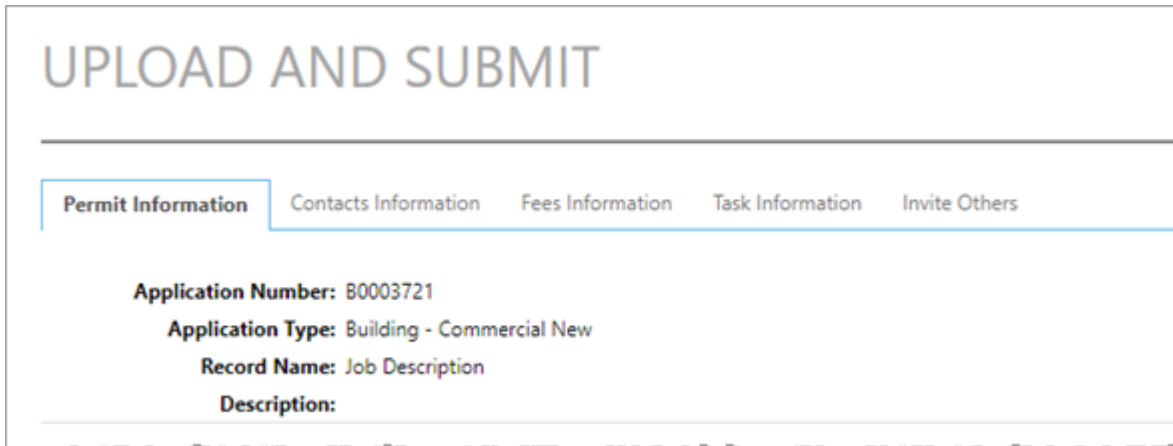 UPLOAD AND SUBMIT
Permit Information Contacts Information Fees Information Task Information Invite Others
Application Number: B0003721
Application Type: Building - Commercial New
Record Name: Job Description
Description: